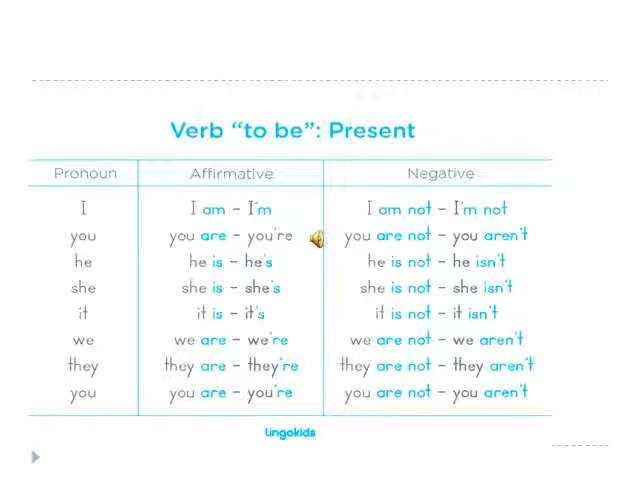 Verb “to be”: Present
Pronoun Affirmative Negative
I I am – I'm I am not – I'm not
you you are – you're you are not – you aren't
he he is – he's he is not – he isn't
she she is – she's she is not – she isn't
it it is – it's it is not – it isn't
we we are – we're we are not – we aren't
they they are – they're they are not – they aren't
you you are – you're you are not – you aren't
lingokids